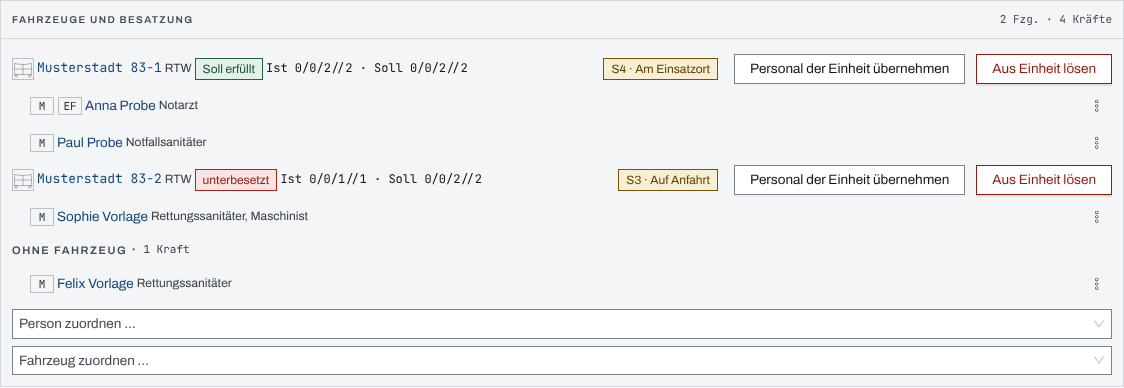 FAHRZEUGE UND BESATZUNG 2 Fzg. · 4 Kräfte
Musterstadt 83-1 RTW Soll erfüllt Ist 0/0/2//2 · Soll 0/0/2//2 S4 · Am Einsatzort Personal der Einheit übernehmen Aus Einheit lösen
M EF Anna Probe Notarzt
M Paul Probe Notfallsanitäter
Musterstadt 83-2 RTW unterbesetzt Ist 0/0/1//1 · Soll 0/0/2//2 S3 · Auf Anfahrt Personal der Einheit übernehmen Aus Einheit lösen
M Sophie Vorlage Rettungssanitäter, Maschinist
OHNE FAHRZEUG · 1 Kraft
M Felix Vorlage Rettungssanitäter
Person zuordnen ...
Fahrzeug zuordnen ...